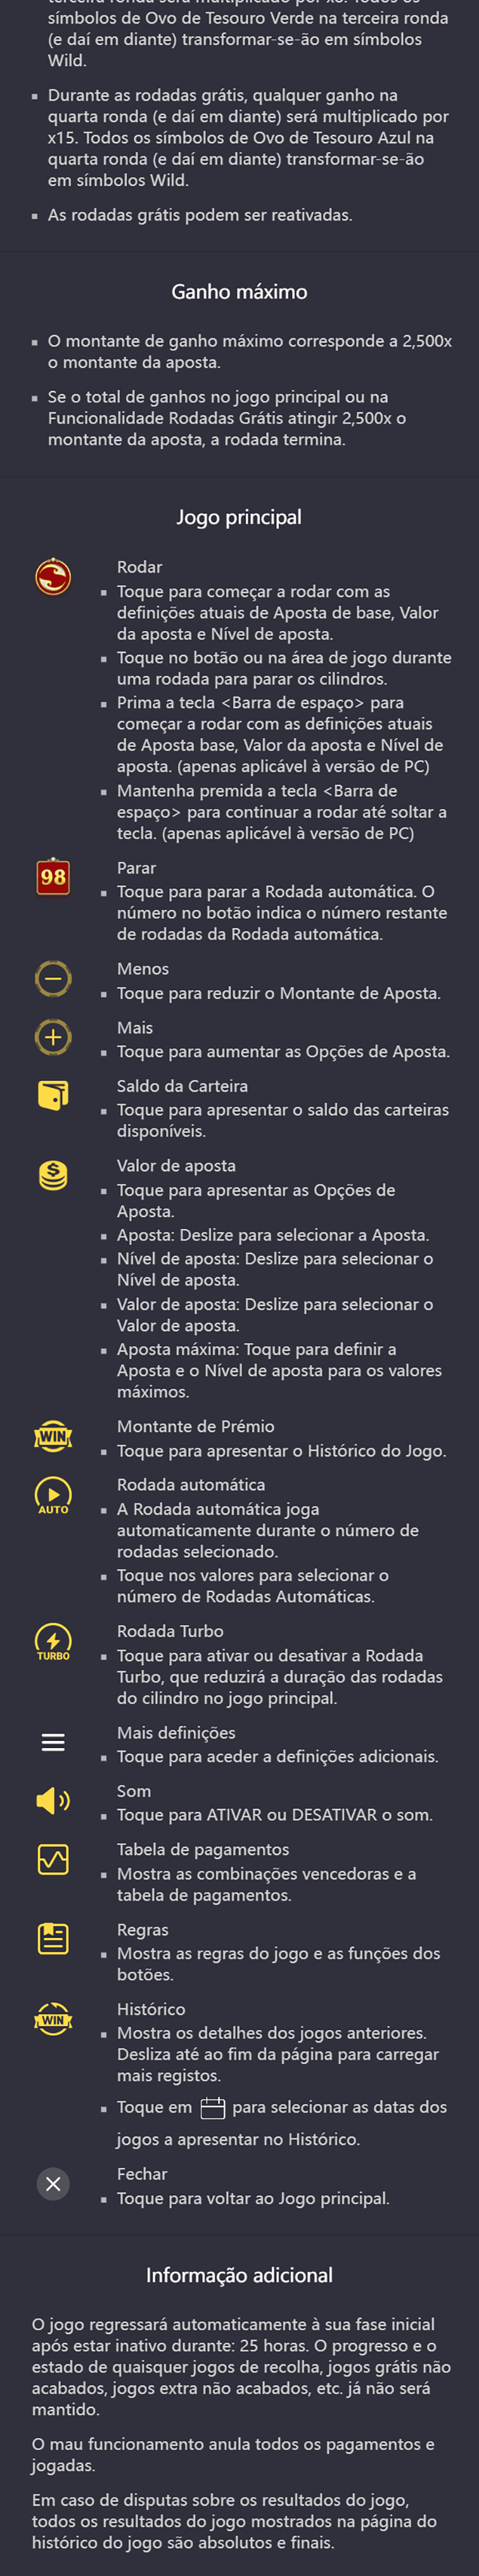 terceira ronda será multiplicado por x8. Todos os
símbolos de Ovo de Tesouro Verde na terceira ronda
(e daí em diante) transformar-se-ão em símbolos
Wild.
Durante as rodadas grátis, qualquer ganho na
quarta ronda (e daí em diante) será multiplicado por
x15. Todos os símbolos de Ovo de Tesouro Azul na
quarta ronda (e daí em diante) transformar-se-ão
em símbolos Wild.
As rodadas grátis podem ser reativadas.
Ganho máximo
O montante de ganho máximo corresponde a 2,500x
o montante da aposta.
Se o total de ganhos no jogo principal ou na
Funcionalidade Rodadas Grátis atingir 2,500x o
montante da aposta, a rodada termina.
Jogo principal
Rodar
Toque para começar a rodar com as
definições atuais de Aposta de base, Valor
da aposta e Nível de aposta.
Toque no botão ou na área de jogo durante
uma rodada para parar os cilindros.
Prima a tecla <Barra de espaço> para
começar a rodar com as definições atuais
de Aposta base, Valor da aposta e Nível de
aposta. (apenas aplicável à versão de PC)
Mantenha premida a tecla <Barra de
espaço> para continuar a rodar até soltar a
tecla. (apenas aplicável à versão de PC)
98
Parar
Toque para parar a Rodada automática. O
número no botão indica o número restante
de rodadas da Rodada automática.
Menos
Toque para reduzir o Montante de Aposta.
Mais
Toque para aumentar as Opções de Aposta.
Saldo da Carteira
Toque para apresentar o saldo das carteiras
disponíveis.
Valor de aposta
Toque para apresentar as Opções de
Aposta.
Aposta: Deslize para selecionar a Aposta.
Nível de aposta: Deslize para selecionar o
Nível de aposta.
Valor de aposta: Deslize para selecionar o
Valor de aposta.
Aposta máxima: Toque para definir a
Aposta e o Nível de aposta para os valores
máximos.
WIN
Montante de Prémio
Toque para apresentar o Histórico do Jogo.
AUTO
Rodada automática
A Rodada automática joga
automaticamente durante o número de
rodadas selecionado.
Toque nos valores para selecionar o
número de Rodadas Automáticas.
TURBO
Rodada Turbo
Toque para ativar ou desativar a Rodada
Turbo, que reduzirá a duração das rodadas
do cilindro no jogo principal.
Mais definições
Toque para aceder a definições adicionais.
Som
Toque para ATIVAR ou DESATIVAR o som.
Tabela de pagamentos
Mostra as combinações vencedoras e a
tabela de pagamentos.
Regras
Mostra as regras do jogo e as funções dos
botões.
WIN
Histórico
Mostra os detalhes dos jogos anteriores.
Desliza até ao fim da página para carregar
mais registos.
Toque em para selecionar as datas dos
jogos a apresentar no Histórico.
Fechar
Toque para voltar ao Jogo principal.
Informação adicional
O jogo regressará automaticamente à sua fase inicial
após estar inativo durante: 25 horas. O progresso e o
estado de quaisquer jogos de recolha, jogos grátis não
acabados, jogos extra não acabados, etc. já não será
mantido.
O mau funcionamento anula todos os pagamentos e
jogadas.
Em caso de disputas sobre os resultados do jogo,
todos os resultados do jogo mostrados na página do
histórico do jogo são absolutos e finais.